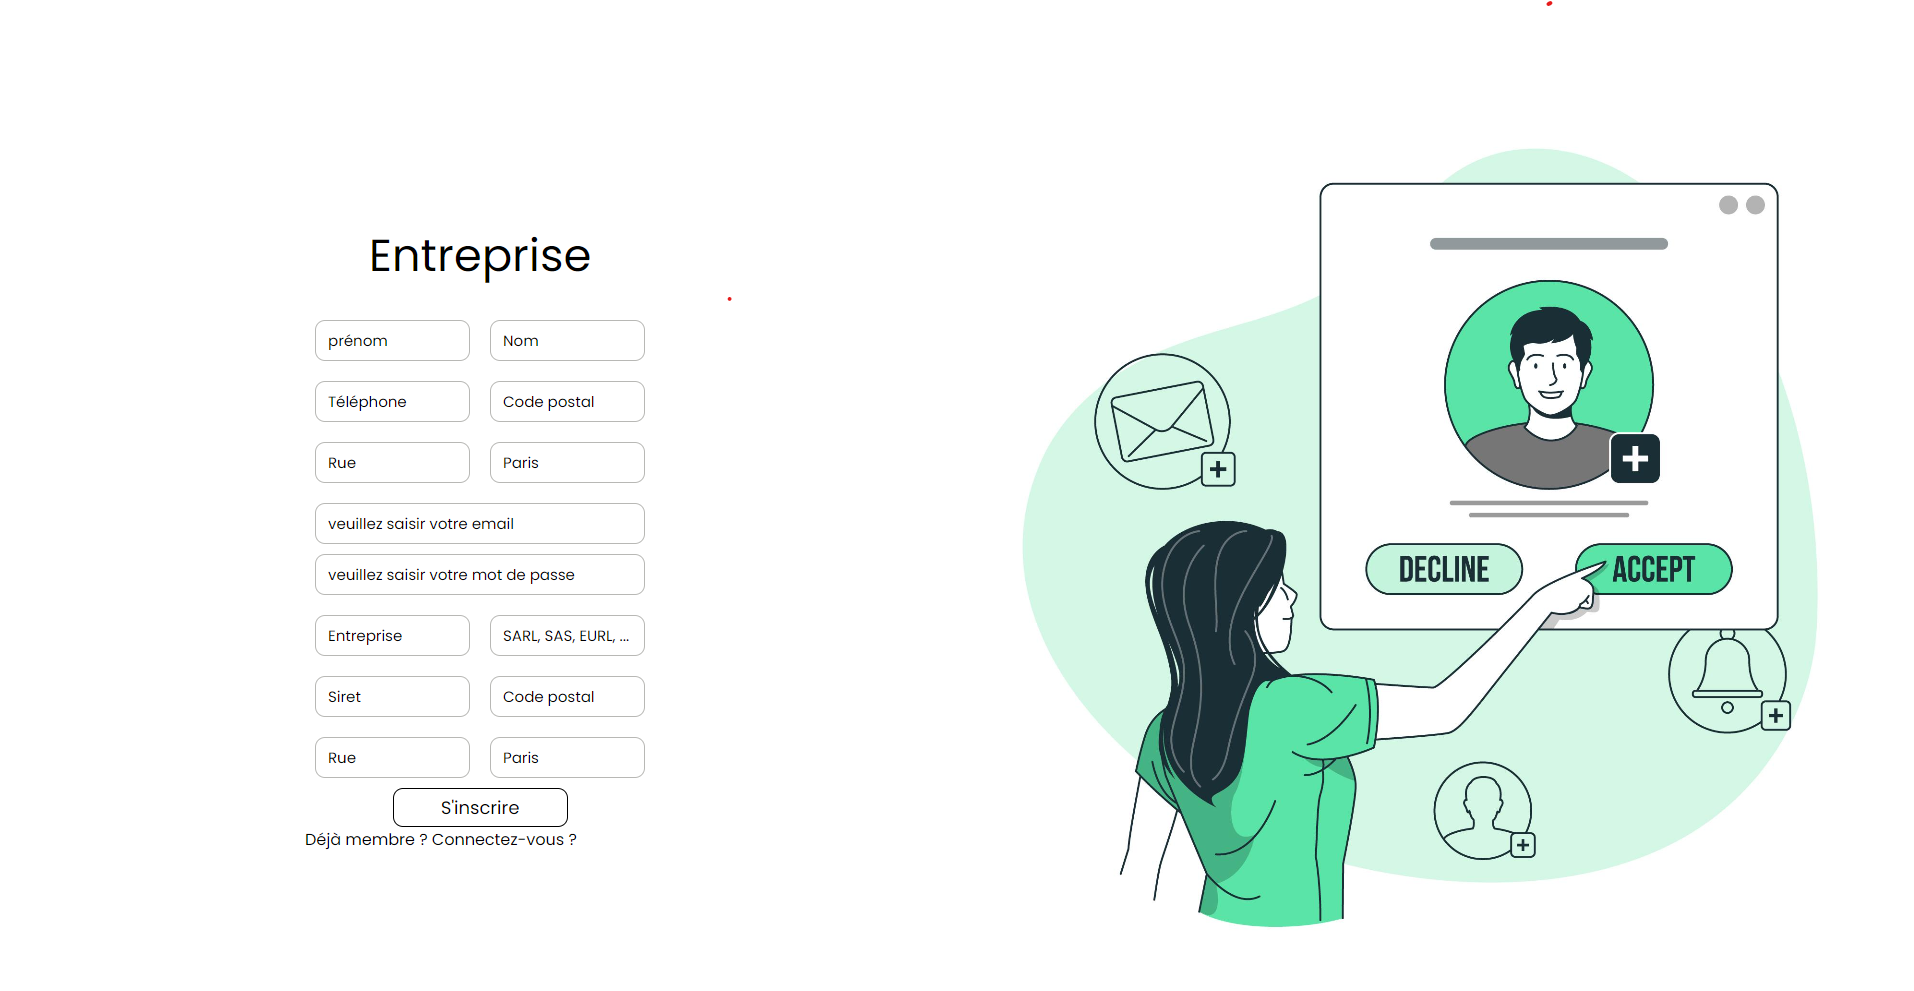 Entreprise
prénom
Nom
Téléphone
Code postal
Rue
Paris
veuillez saisir votre email
veuillez saisir votre mot de passe
Entreprise
SARL, SAS, EURL, ...
Siret
Code postal
Rue
Paris
S'inscrire
Déjà membre ? Connectez-vous ?
DECLINE
ACCEPT